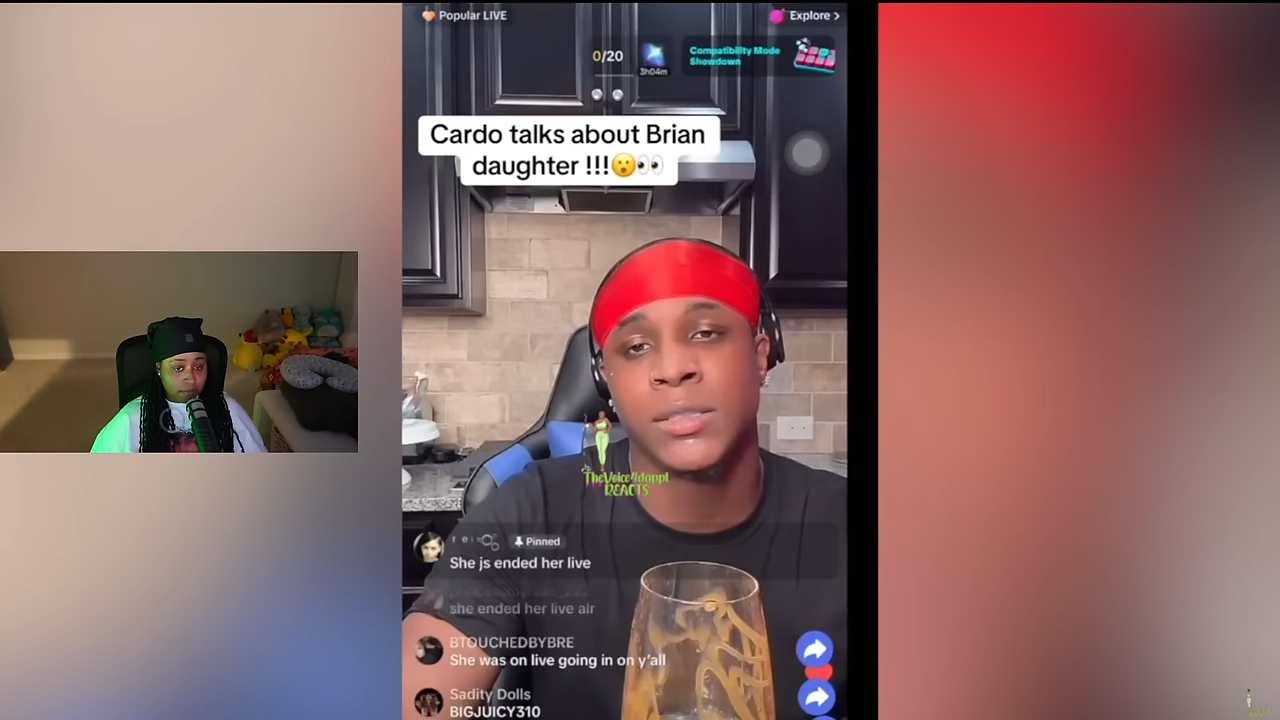 Popular LIVE
Explore >
0/20
3h04m
Compatibility Mode
Showdown
Cardo talks about Brian
daughter !!!😮👀
TheVoice4dappl
REACTS
Pinned
She js ended her live
she ended her live alr
BTOUCHEDBYBRE
She was on live going in on y'all
Sadity Dolls
BIGJUICY310